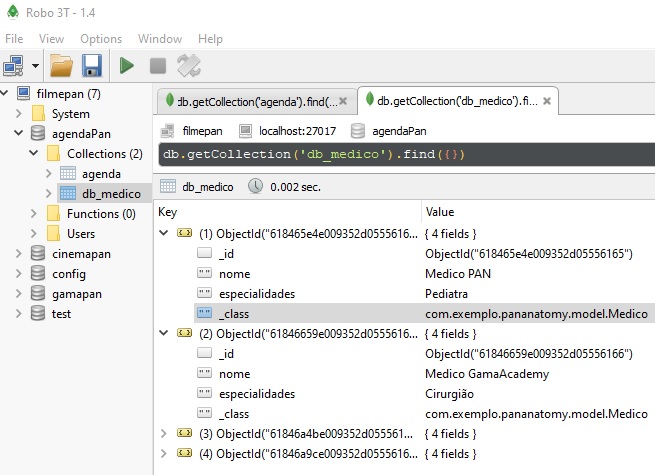 Robo 3T - 1.4
File View Options Window Help
filmepan (7)
System
agendaPan
Collections (2)
agenda
db_medico
Functions (0)
Users
cinemapan
config
gamapan
test
db.getCollection('agenda').find(... db.getCollection('db_medico').fi...
filmepan localhost:27017 agendaPan
db.getCollection('db_medico').find({})
db_medico 0.002 sec.
Key Value
(1) ObjectId("618465e4e009352d0555616... { 4 fields }
_id ObjectId("618465e4e009352d05556165")
nome Medico PAN
especialidades Pediatra
_class com.exemplo.pananatomy.model.Medico
(2) ObjectId("61846659e009352d0555616... { 4 fields }
_id ObjectId("61846659e009352d05556166")
nome Medico GamaAcademy
especialidades Cirurgião
_class com.exemplo.pananatomy.model.Medico
(3) ObjectId("61846a4be009352d055561... { 4 fields }
(4) ObjectId("61846a9ce009352d055561... { 4 fields }